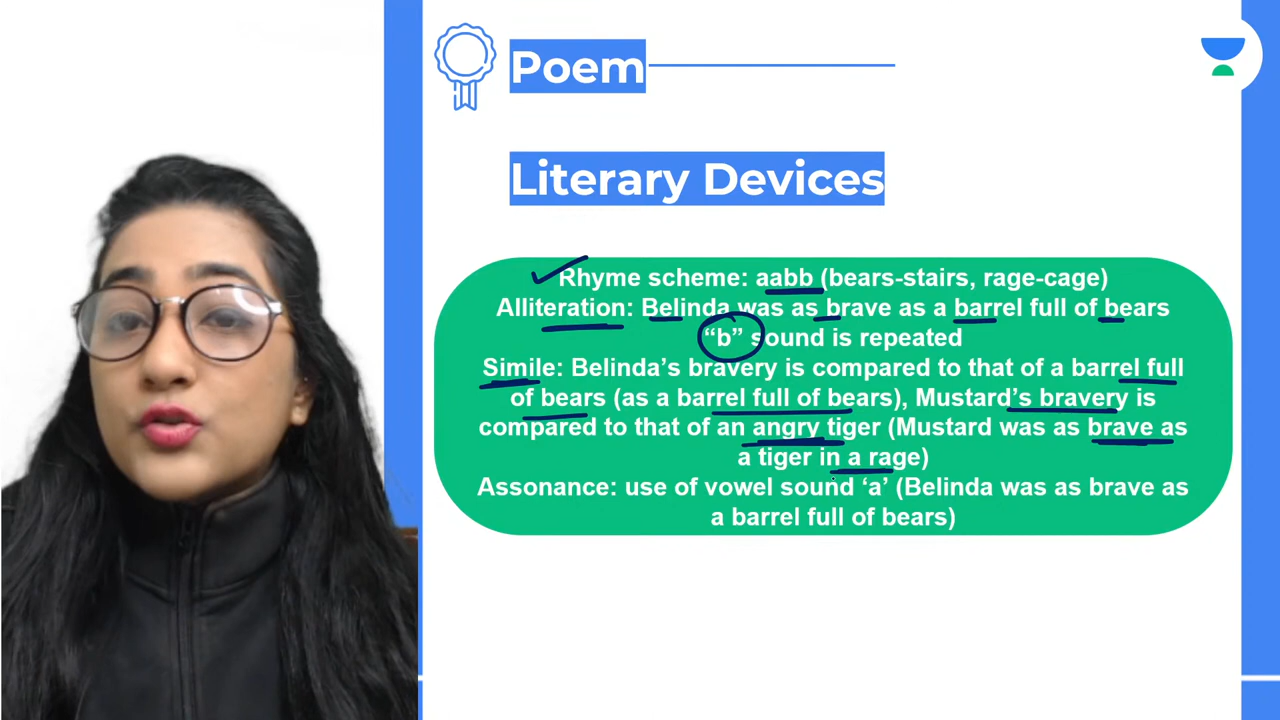 Poem
Literary Devices
Rhyme scheme: aabb (bears-stairs, rage-cage)
Alliteration: Belinda was as brave as a barrel full of bears
“b” sound is repeated
Simile: Belinda’s bravery is compared to that of a barrel full
of bears (as a barrel full of bears), Mustard’s bravery is
compared to that of an angry tiger (Mustard was as brave as
a tiger in a rage)
Assonance: use of vowel sound ‘a’ (Belinda was as brave as
a barrel full of bears)